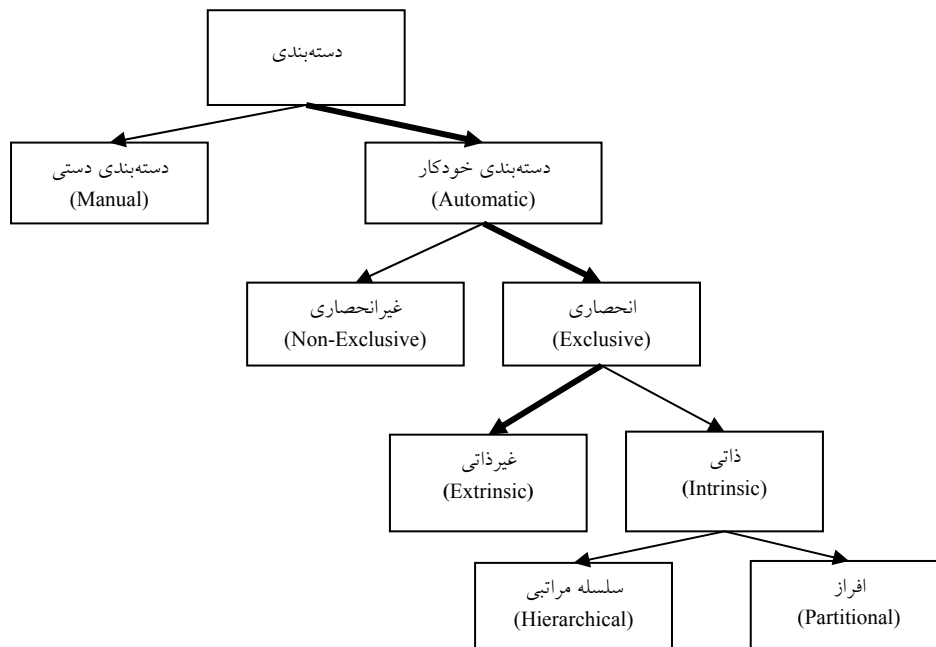 دسته‌بندی
دسته‌بندی دستی
(Manual)
دسته‌بندی خودکار
(Automatic)
غیرانحصاری
(Non-Exclusive)
انحصاری
(Exclusive)
غیرذاتی
(Extrinsic)
ذاتی
(Intrinsic)
سلسله مراتبی
(Hierarchical)
افراز
(Partitional)